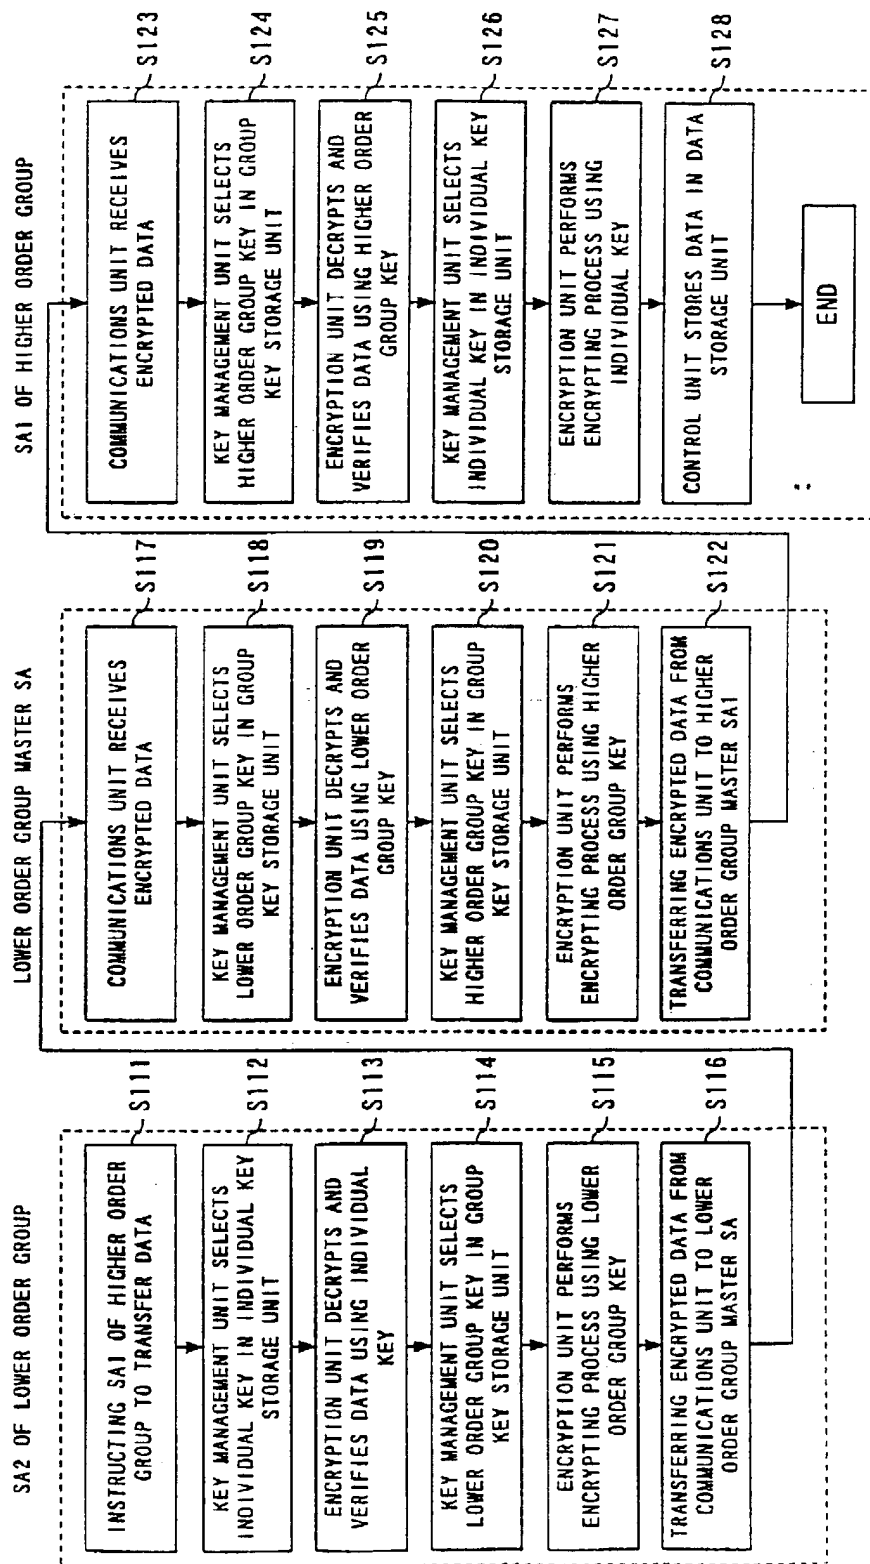 SA2 OF LOWER ORDER GROUP
INSTRUCTING SA1 OF HIGHER ORDER
GROUP TO TRANSFER DATA
S111
KEY MANAGEMENT UNIT SELECTS
INDIVIDUAL KEY IN INDIVIDUAL KEY
STORAGE UNIT
S112
ENCRYPTION UNIT DECRYPTS AND
VERIFIES DATA USING INDIVIDUAL
KEY
S113
KEY MANAGEMENT UNIT SELECTS
LOWER ORDER GROUP KEY IN GROUP
KEY STORAGE UNIT
S114
ENCRYPTION UNIT PERFORMS
ENCRYPTING PROCESS USING LOWER
ORDER GROUP KEY
S115
TRANSFERRING ENCRYPTED DATA FROM
COMMUNICATIONS UNIT TO LOWER
ORDER GROUP MASTER SA
S116
LOWER ORDER GROUP MASTER SA
COMMUNICATIONS UNIT RECEIVES
ENCRYPTED DATA
S117
KEY MANAGEMENT UNIT SELECTS
LOWER ORDER GROUP KEY IN GROUP
KEY STORAGE UNIT
S118
ENCRYPTION UNIT DECRYPTS AND
VERIFIES DATA USING LOWER ORDER
GROUP KEY
S119
KEY MANAGEMENT UNIT SELECTS
HIGHER ORDER GROUP KEY IN GROUP
KEY STORAGE UNIT
S120
ENCRYPTION UNIT PERFORMS
ENCRYPTING PROCESS USING HIGHER
ORDER GROUP KEY
S121
TRANSFERRING ENCRYPTED DATA FROM
COMMUNICATIONS UNIT TO HIGHER
ORDER GROUP MASTER SA1
S122
SA1 OF HIGHER ORDER GROUP
COMMUNICATIONS UNIT RECEIVES
ENCRYPTED DATA
S123
KEY MANAGEMENT UNIT SELECTS
HIGHER ORDER GROUP KEY IN GROUP
KEY STORAGE UNIT
S124
ENCRYPTION UNIT DECRYPTS AND
VERIFIES DATA USING HIGHER ORDER
GROUP KEY
S125
KEY MANAGEMENT UNIT SELECTS
INDIVIDUAL KEY IN INDIVIDUAL KEY
STORAGE UNIT
S126
ENCRYPTION UNIT PERFORMS
ENCRYPTING PROCESS USING
INDIVIDUAL KEY
S127
CONTROL UNIT STORES DATA IN DATA
STORAGE UNIT
S128
END